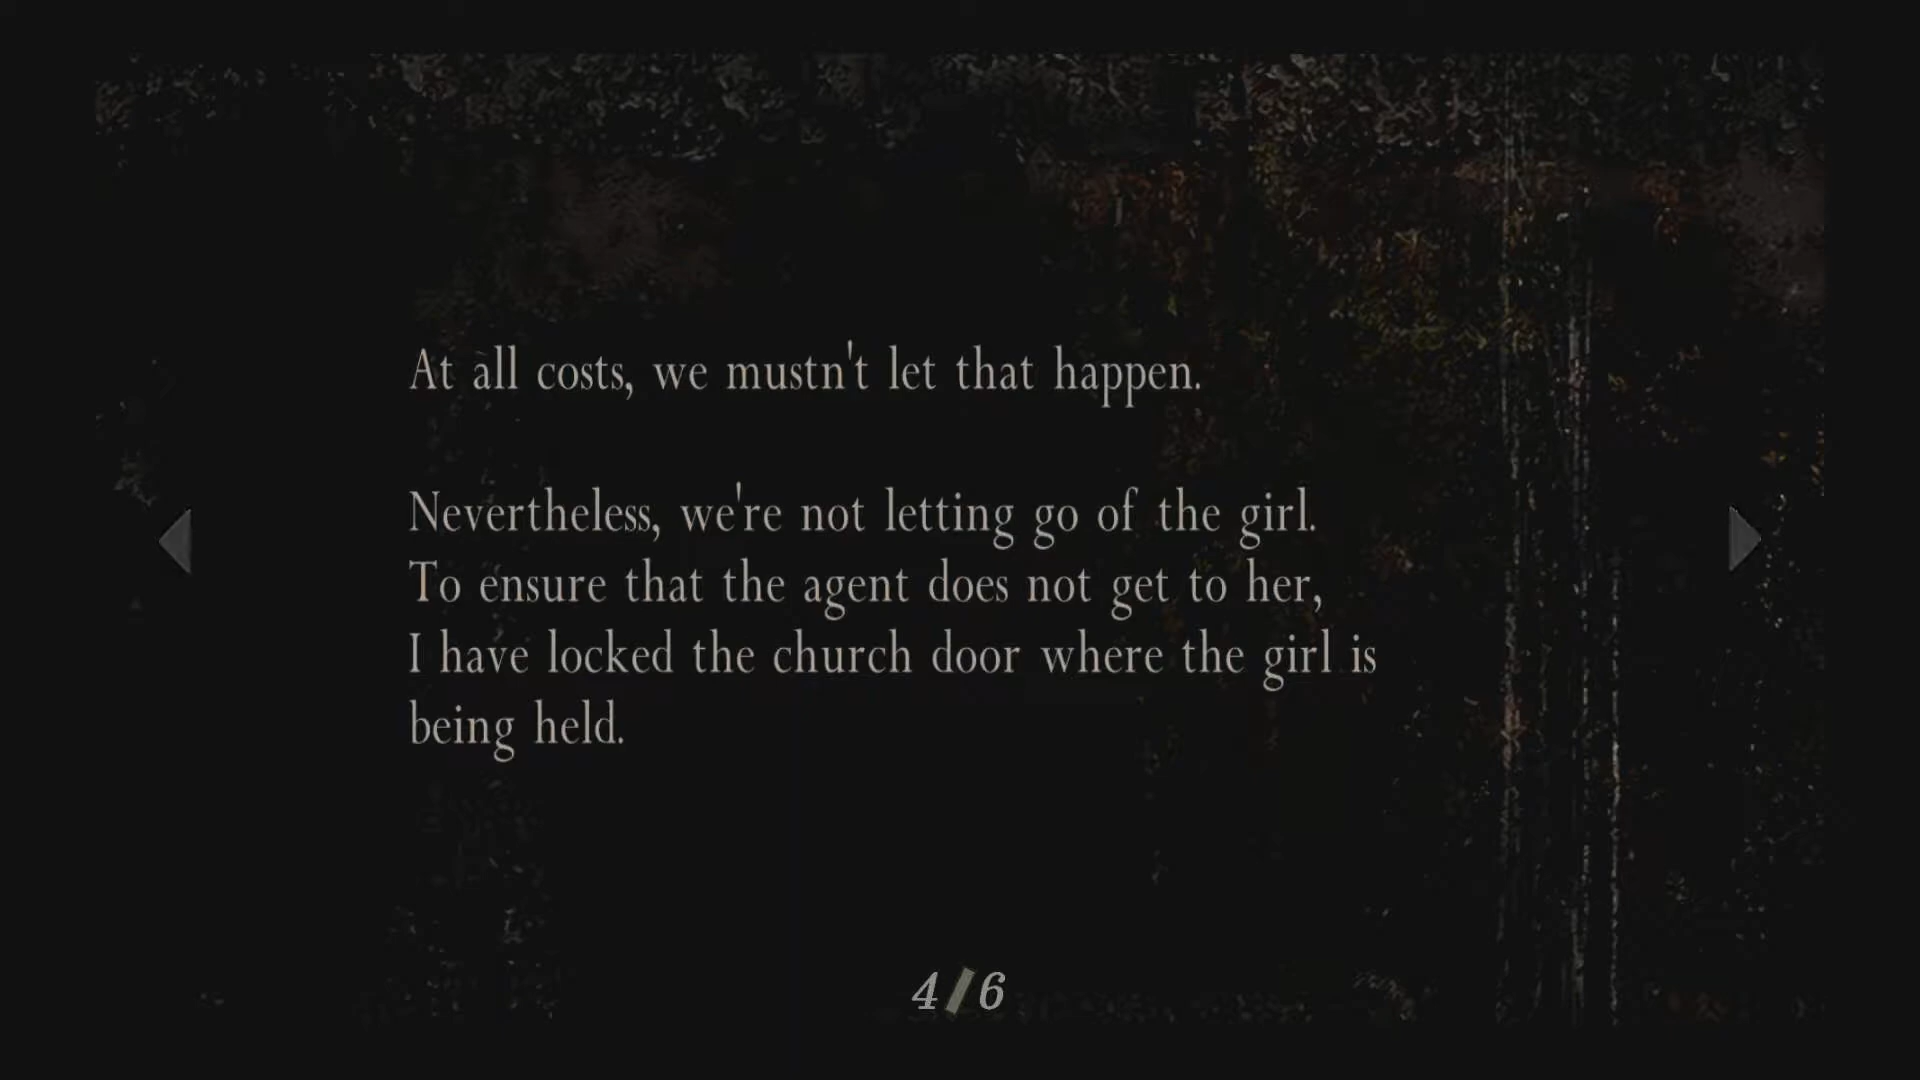 At all costs, we mustn't let that happen.
Nevertheless, we're not letting go of the girl.
To ensure that the agent does not get to her,
I have locked the church door where the girl is
being held.
4/6